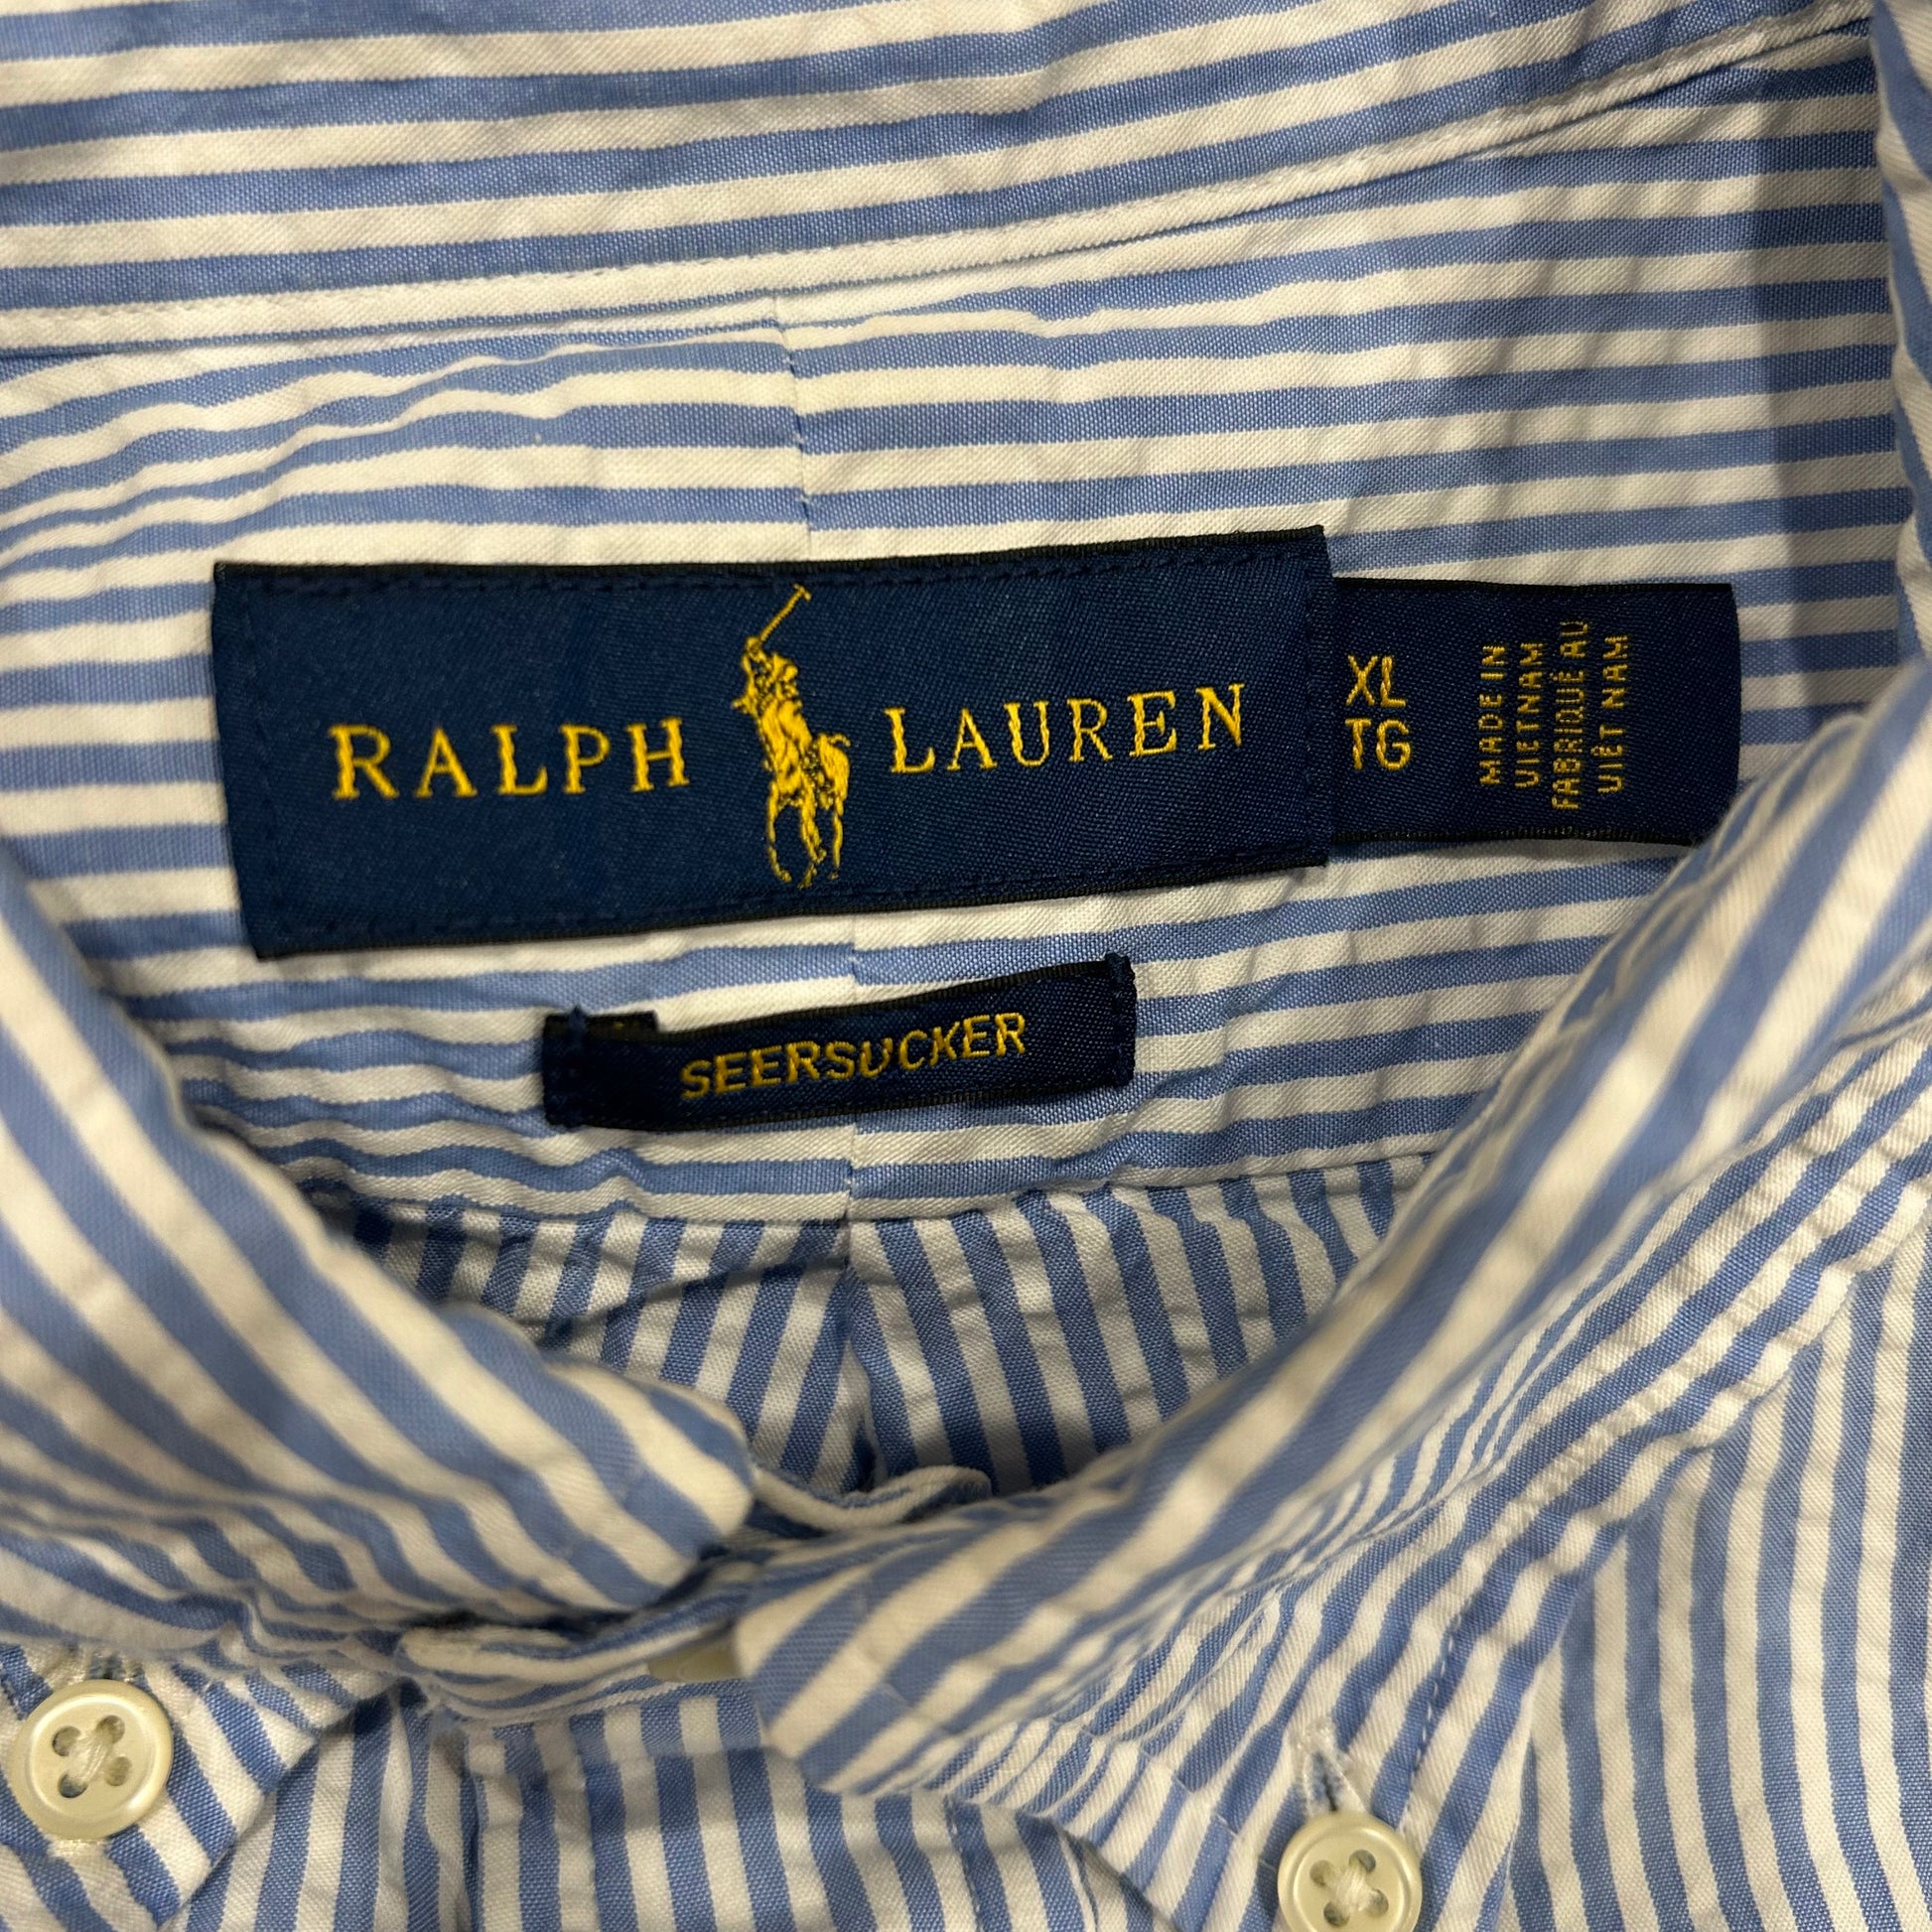 RALPH LAUREN
XL
TG
MADE IN
VIETNAM
FABRIQUÉ AU
VIÊT NAM
SEERSUCKER